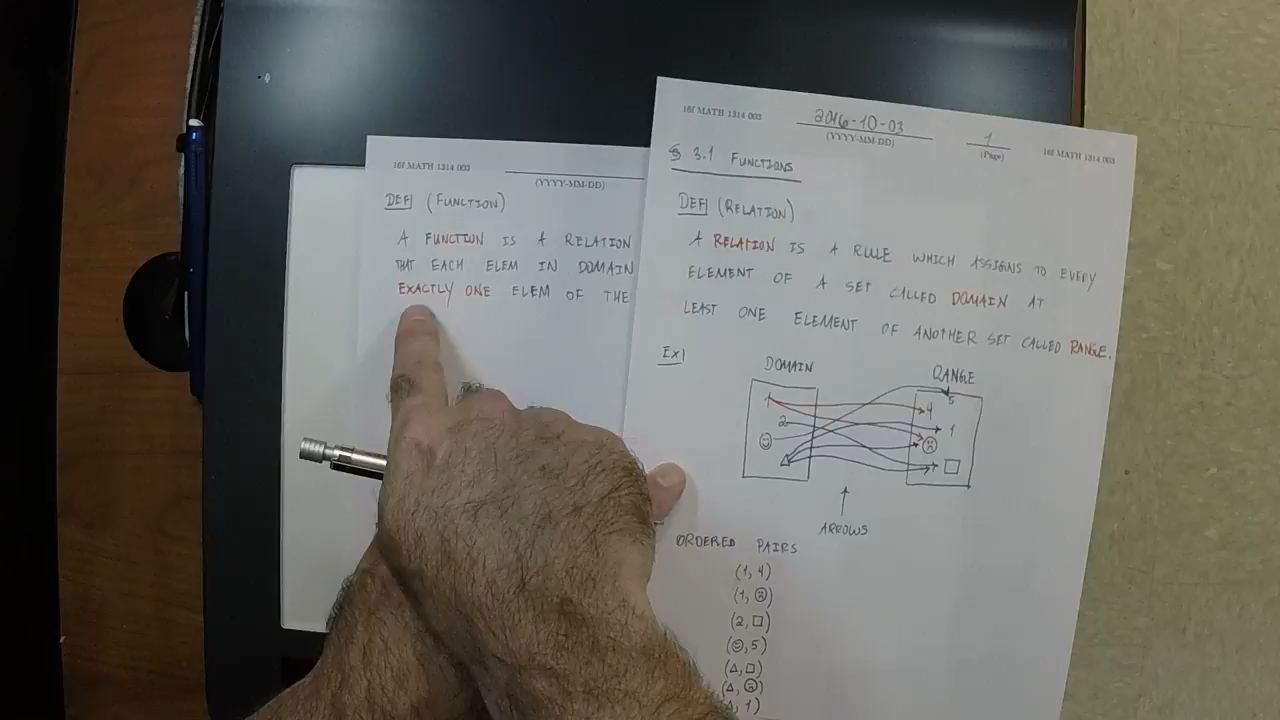 16f MATH 1314 003
(YYYY-MM-DD)
DEF (FUNCTION)
A FUNCTION IS A RELATION
THAT EACH ELEM IN DOMAIN
EXACTLY ONE ELEM OF THE
16f MATH 1314 003
2016-10-03
(YYYY-MM-DD)
1
(Page)
16f MATH 1314 003
§ 3.1 FUNCTIONS
DEF (RELATION)
A RELATION IS A RULE WHICH ASSIGNS TO EVERY
ELEMENT OF A SET CALLED DOMAIN AT
LEAST ONE ELEMENT OF ANOTHER SET CALLED RANGE.
EX1
DOMAIN
RANGE
1
2
☺
△
5
4
1
☹
□
ARROWS
ORDERED PAIRS
(1, 4)
(1, ☹)
(2, □)
(☺, 5)
(△, □)
(△, ☹)
(△, 1)